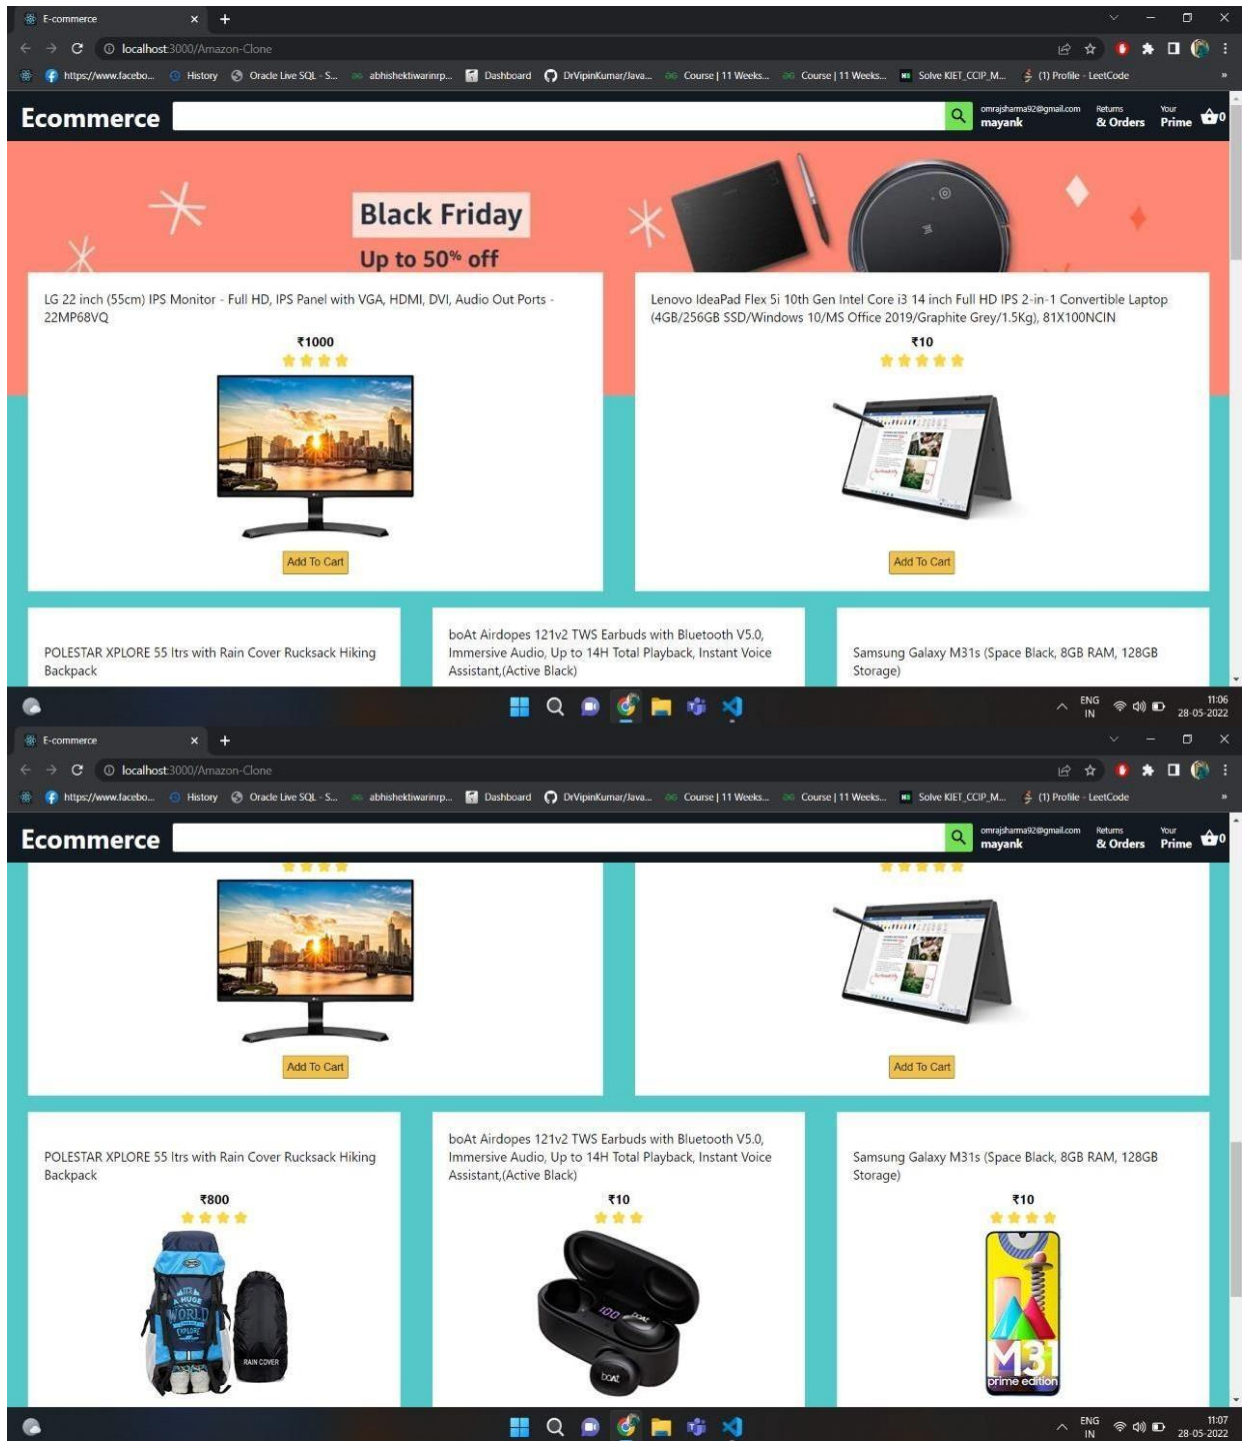 E-commerce
localhost:3000/Amazon-Clone
https://www.facebo... History Oracle Live SQL - S... abhishektiwarinrp... Dashboard DrVipinKumar/Java... Course | 11 Weeks... Course | 11 Weeks... Solve KIET_CCIP_M... (1) Profile - LeetCode »
Ecommerce
omrajsharma92@gmail.com
mayank
Returns
& Orders
Your
Prime
0
Black Friday
Up to 50% off
LG 22 inch (55cm) IPS Monitor - Full HD, IPS Panel with VGA, HDMI, DVI, Audio Out Ports -
22MP68VQ
₹1000
Add To Cart
Lenovo IdeaPad Flex 5i 10th Gen Intel Core i3 14 inch Full HD IPS 2-in-1 Convertible Laptop
(4GB/256GB SSD/Windows 10/MS Office 2019/Graphite Grey/1.5Kg), 81X100NCIN
₹10
Add To Cart
POLESTAR XPLORE 55 ltrs with Rain Cover Rucksack Hiking
Backpack
boAt Airdopes 121v2 TWS Earbuds with Bluetooth V5.0,
Immersive Audio, Up to 14H Total Playback, Instant Voice
Assistant,(Active Black)
Samsung Galaxy M31s (Space Black, 8GB RAM, 128GB
Storage)
ENG
IN
11:06
28-05-2022
E-commerce
localhost:3000/Amazon-Clone
https://www.facebo... History Oracle Live SQL - S... abhishektiwarinrp... Dashboard DrVipinKumar/Java... Course | 11 Weeks... Course | 11 Weeks... Solve KIET_CCIP_M... (1) Profile - LeetCode »
Ecommerce
omrajsharma92@gmail.com
mayank
Returns
& Orders
Your
Prime
0
Add To Cart
Add To Cart
POLESTAR XPLORE 55 ltrs with Rain Cover Rucksack Hiking
Backpack
₹800
A HUGE
WORLD
EXPLORE
RAIN COVER
boAt Airdopes 121v2 TWS Earbuds with Bluetooth V5.0,
Immersive Audio, Up to 14H Total Playback, Instant Voice
Assistant,(Active Black)
₹10
100
boAt
boAt
Samsung Galaxy M31s (Space Black, 8GB RAM, 128GB
Storage)
₹10
M31
prime edition
ENG
IN
11:07
28-05-2022